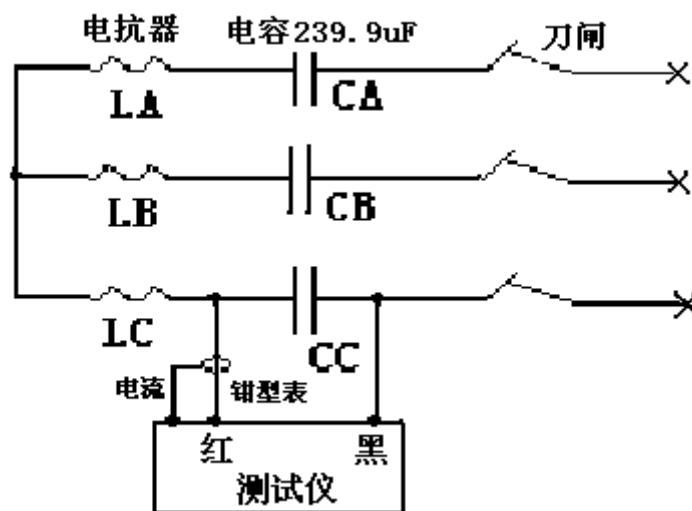 电抗器 电容239.9uF 刀闸
LA CA
LB CB
LC CC
电流 钳型表
红 黑
测试仪